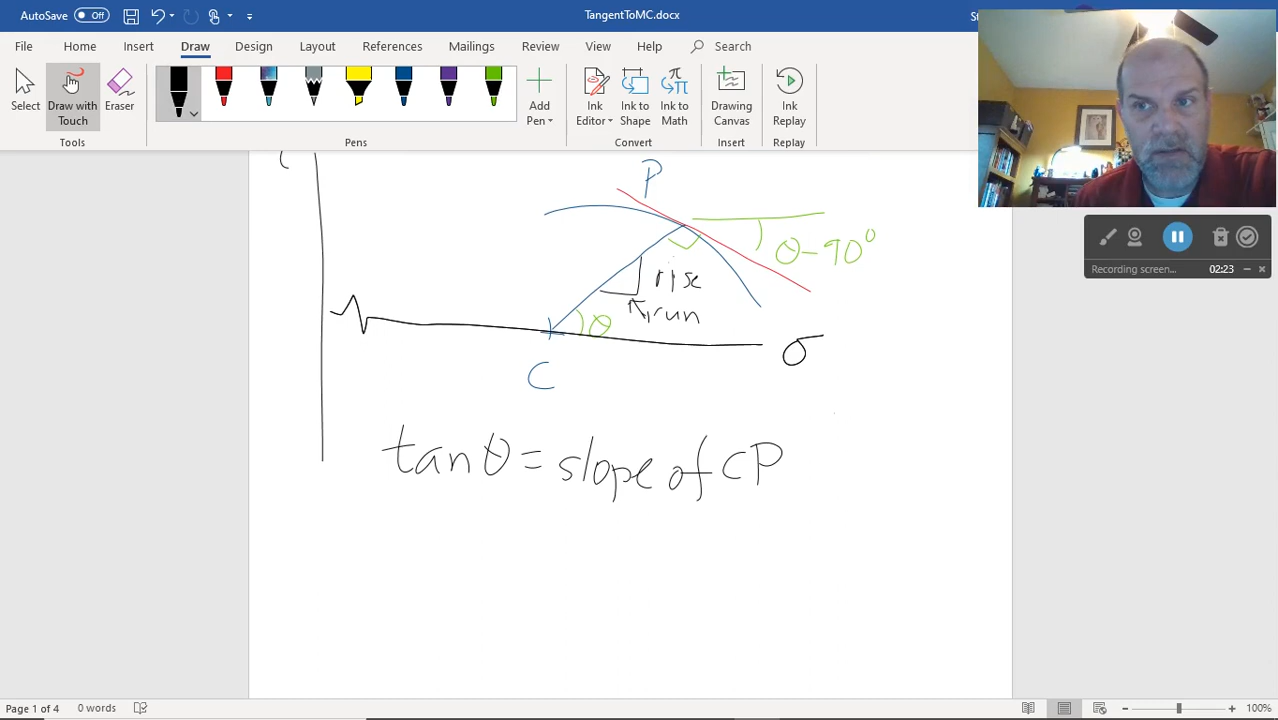 AutoSave Off TangentToMC.docx
File Home Insert Draw Design Layout References Mailings Review View Help Search
Select Draw with Touch Eraser Add Pen Ink Editor Ink to Shape Ink to Math Drawing Canvas Ink Replay
Tools Pens Convert Insert Replay
Recording screen... 02:23
P
θ-90°
rise
run
θ
σ
C
tanθ = slope of CP
Page 1 of 4 0 words 100%